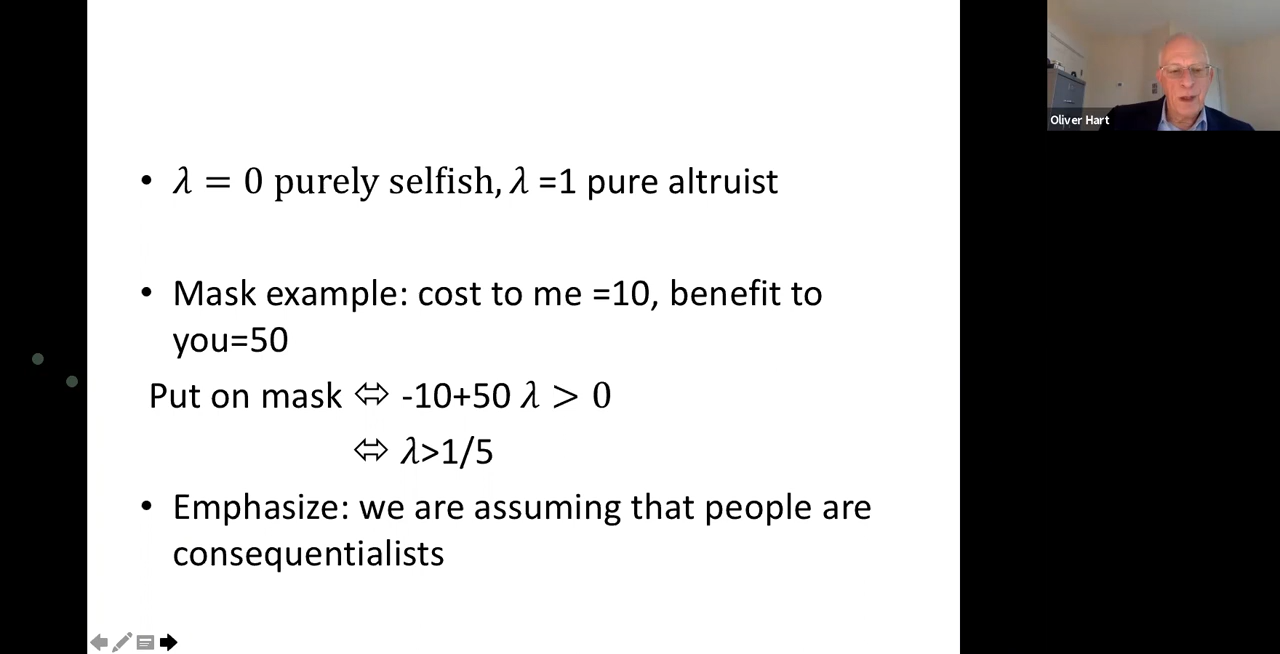 • 𝜆 = 0 purely selfish, 𝜆 =1 pure altruist
• Mask example: cost to me =10, benefit to
you=50
Put on mask ⇔ -10+50 𝜆 > 0
⇔ 𝜆>1/5
• Emphasize: we are assuming that people are
consequentialists
Oliver Hart